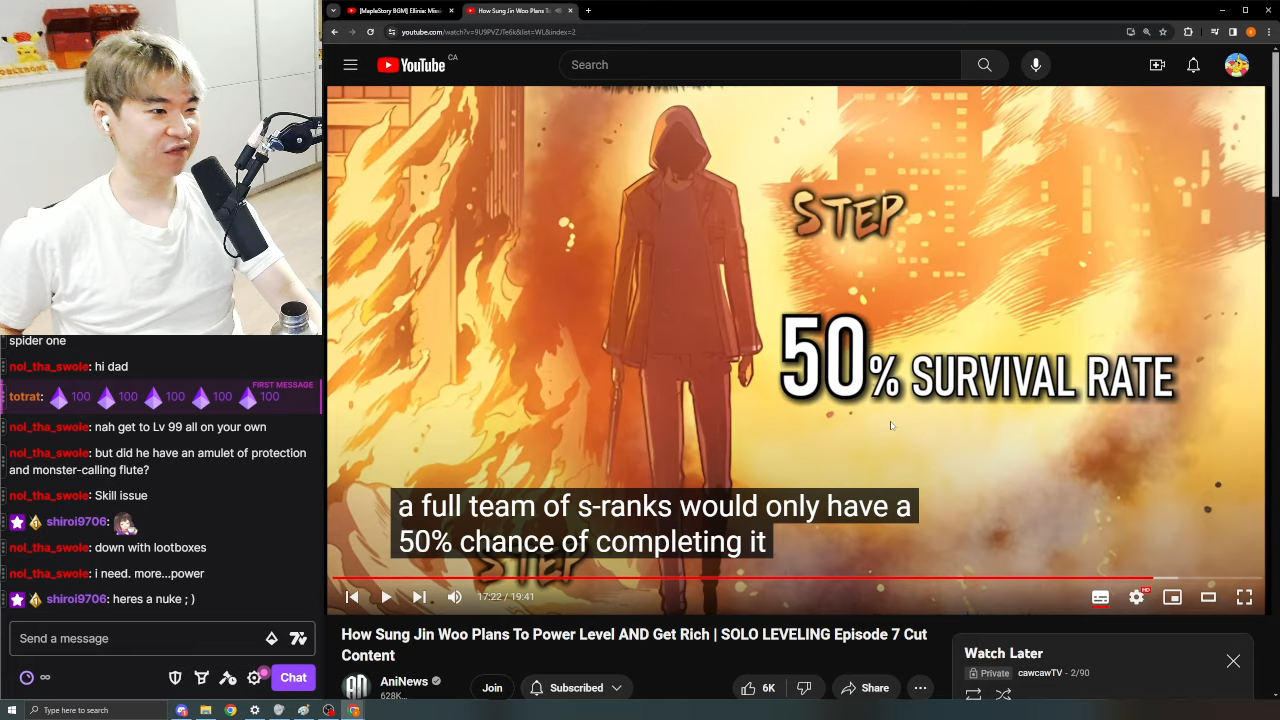 [MapleStory BGM] Ellinia: Missi
How Sung Jin Woo Plans To
youtube.com/watch?v=9U9PVZJTe6k&list=WL&index=2
YouTube CA
Search
STEP
50% SURVIVAL RATE
a full team of s-ranks would only have a
50% chance of completing it
STEP
17:22 / 19:41
HD
How Sung Jin Woo Plans To Power Level AND Get Rich | SOLO LEVELING Episode 7 Cut
Content
AniNews
628K
Join
Subscribed
6K
Share
Watch Later
Private cawcawTV - 2/90
spider one
nol_tha_swole: hi dad
FIRST MESSAGE
totrat: 100 100 100 100 100
nol_tha_swole: nah get to Lv 99 all on your own
nol_tha_swole: but did he have an amulet of protection
and monster-calling flute?
nol_tha_swole: Skill issue
shiroi9706:
nol_tha_swole: down with lootboxes
nol_tha_swole: i need. more...power
shiroi9706: heres a nuke ; )
Send a message
Chat
Type here to search